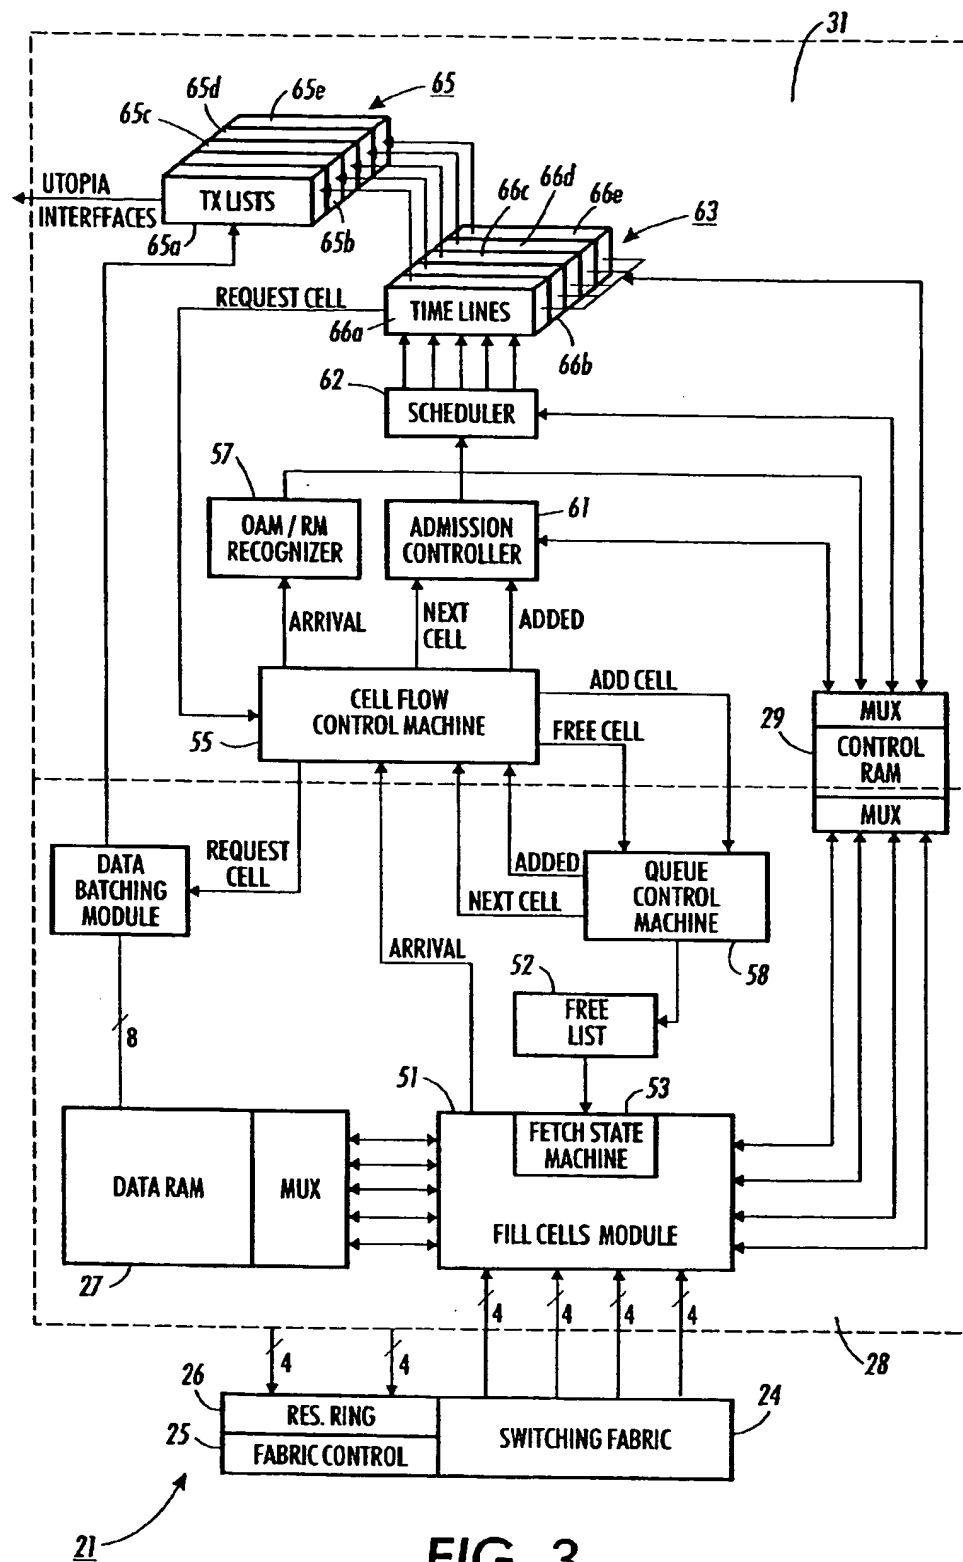 31
65e
65
65d
65c
UTOPIA
INTERFFACES
TX LISTS
65a
65b
66d
66c
66e
63
REQUEST CELL
TIME LINES
66a
66b
62
SCHEDULER
57
61
OAM / RM
RECOGNIZER
ADMISSION
CONTROLLER
ARRIVAL
NEXT
CELL
ADDED
ADD CELL
CELL FLOW
CONTROL MACHINE
55
FREE CELL
29
MUX
CONTROL
RAM
MUX
DATA
BATCHING
MODULE
REQUEST
CELL
ADDED
NEXT CELL
QUEUE
CONTROL
MACHINE
58
ARRIVAL
52
FREE
LIST
8
51
53
FETCH STATE
MACHINE
DATA RAM
MUX
FILL CELLS MODULE
27
4
4
4
4
4
4
28
26
RES. RING
24
25
FABRIC CONTROL
SWITCHING FABRIC
21
FIG. 3